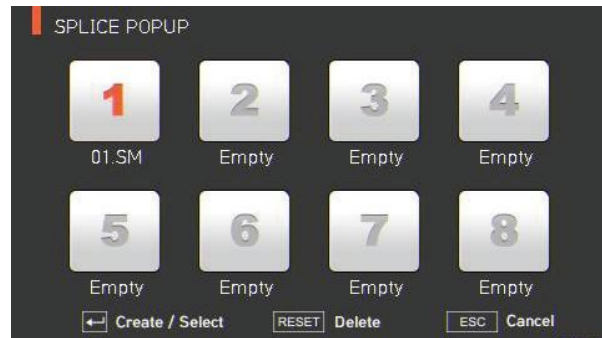 SPLICE POPUP
1 2 3 4
01.SM Empty Empty Empty
5 6 7 8
Empty Empty Empty Empty
Create / Select RESET Delete ESC Cancel